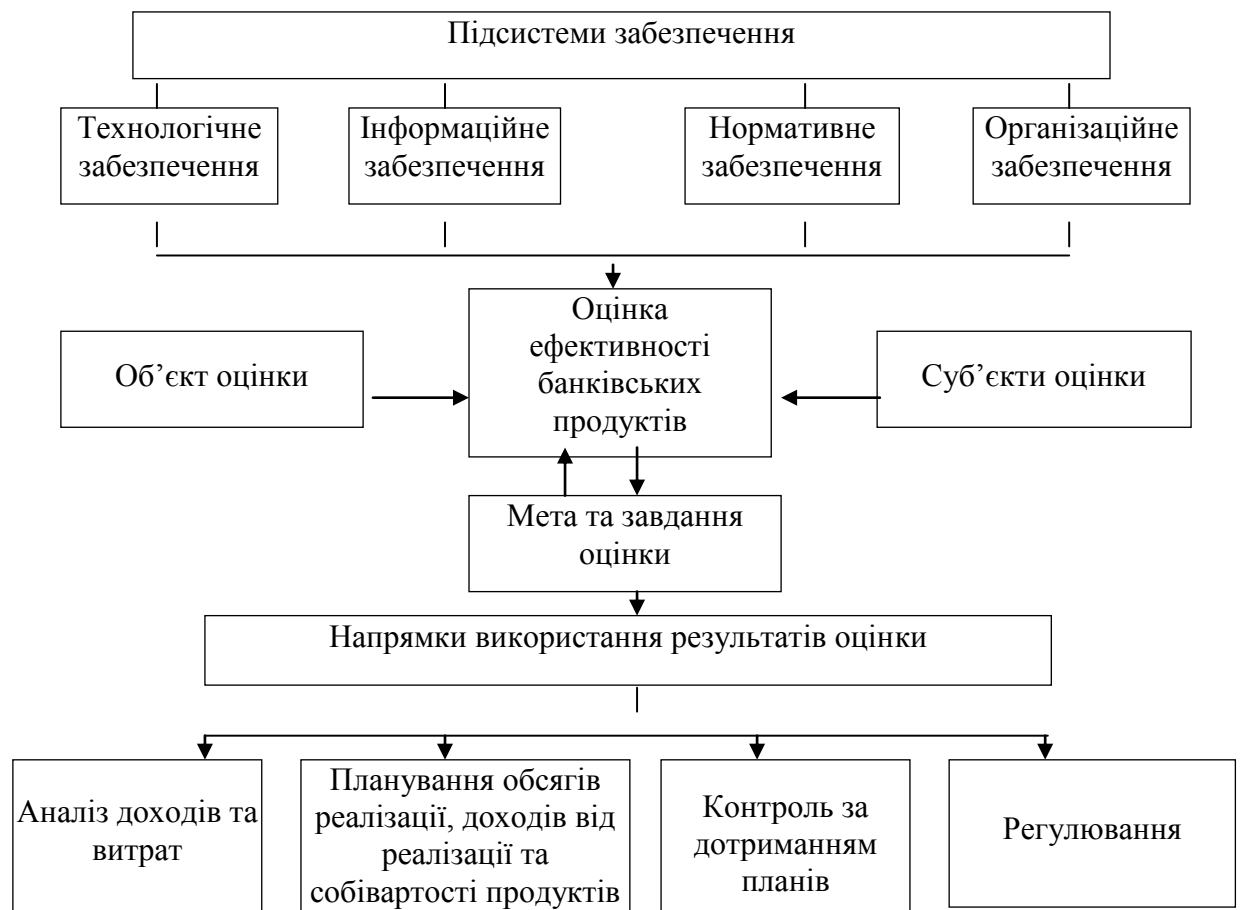 Підсистеми забезпечення
Технологічне
забезпечення
Інформаційне
забезпечення
Нормативне
забезпечення
Організаційне
забезпечення
Оцінка
ефективності
банківських
продуктів
Об’єкт оцінки
Суб’єкти оцінки
Мета та завдання
оцінки
Напрямки використання результатів оцінки
Аналіз доходів та
витрат
Планування обсягів
реалізації, доходів від
реалізації та
собівартості продуктів
Контроль за
дотриманням
планів
Регулювання